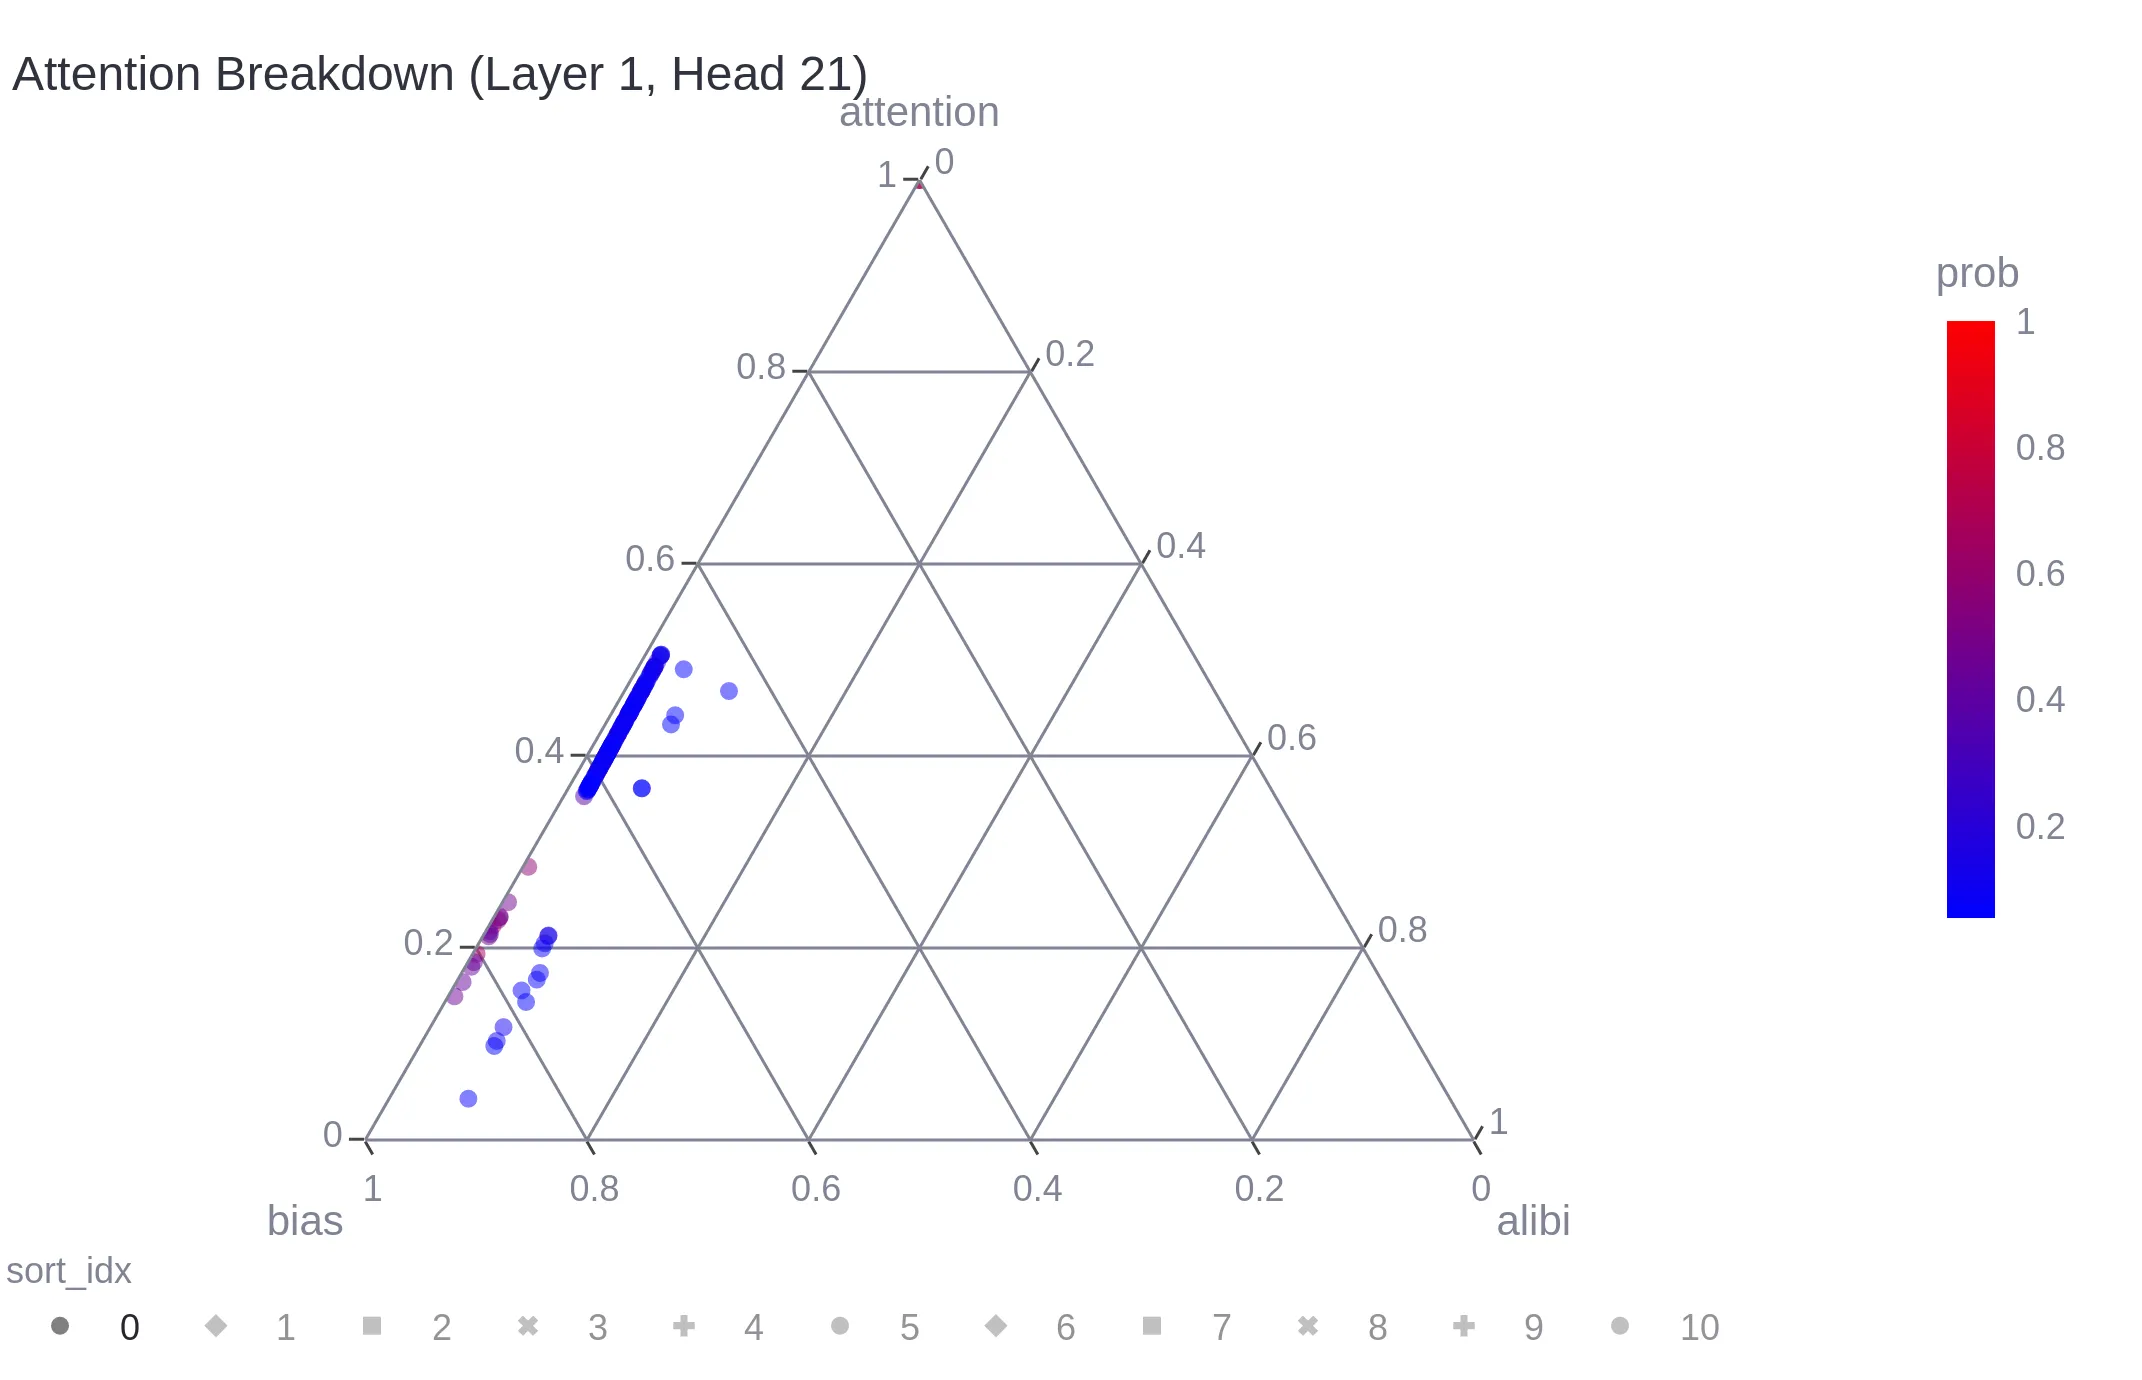 Attention Breakdown (Layer 1, Head 21)
attention
1 0
prob
1
0.8 0.2
0.8
0.6 0.4
0.6
0.4 0.6
0.4
0.2 0.8
0.2
0 1
1 0.8 0.6 0.4 0.2 0
bias alibi
sort_idx
0 1 2 3 4 5 6 7 8 9 10